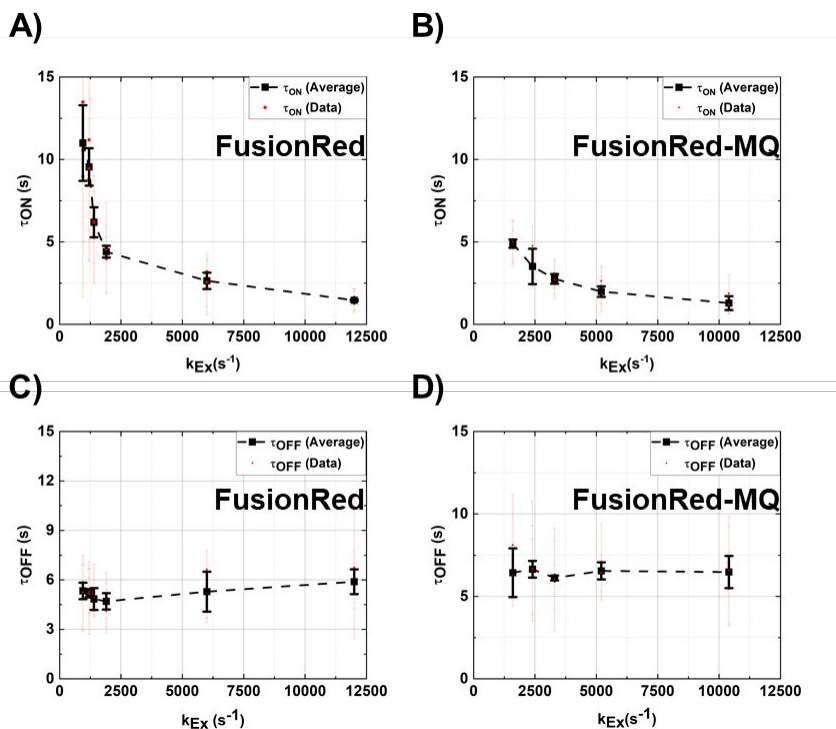 A)
15
10
5
0
τON (s)
τON (Average)
τON (Data)
FusionRed
0 2500 5000 7500 10000 12500
kEx(s-1)
B)
15
10
5
0
τON (s)
τON (Average)
τON (Data)
FusionRed-MQ
0 2500 5000 7500 10000 12500
kEx(s-1)
C)
15
12
9
6
3
0
τOFF (s)
τOFF (Average)
τOFF (Data)
FusionRed
0 2500 5000 7500 10000 12500
kEx (s-1)
D)
15
10
5
0
τOFF (s)
τOFF (Average)
τOFF (Data)
FusionRed-MQ
0 2500 5000 7500 10000 12500
kEx(s-1)